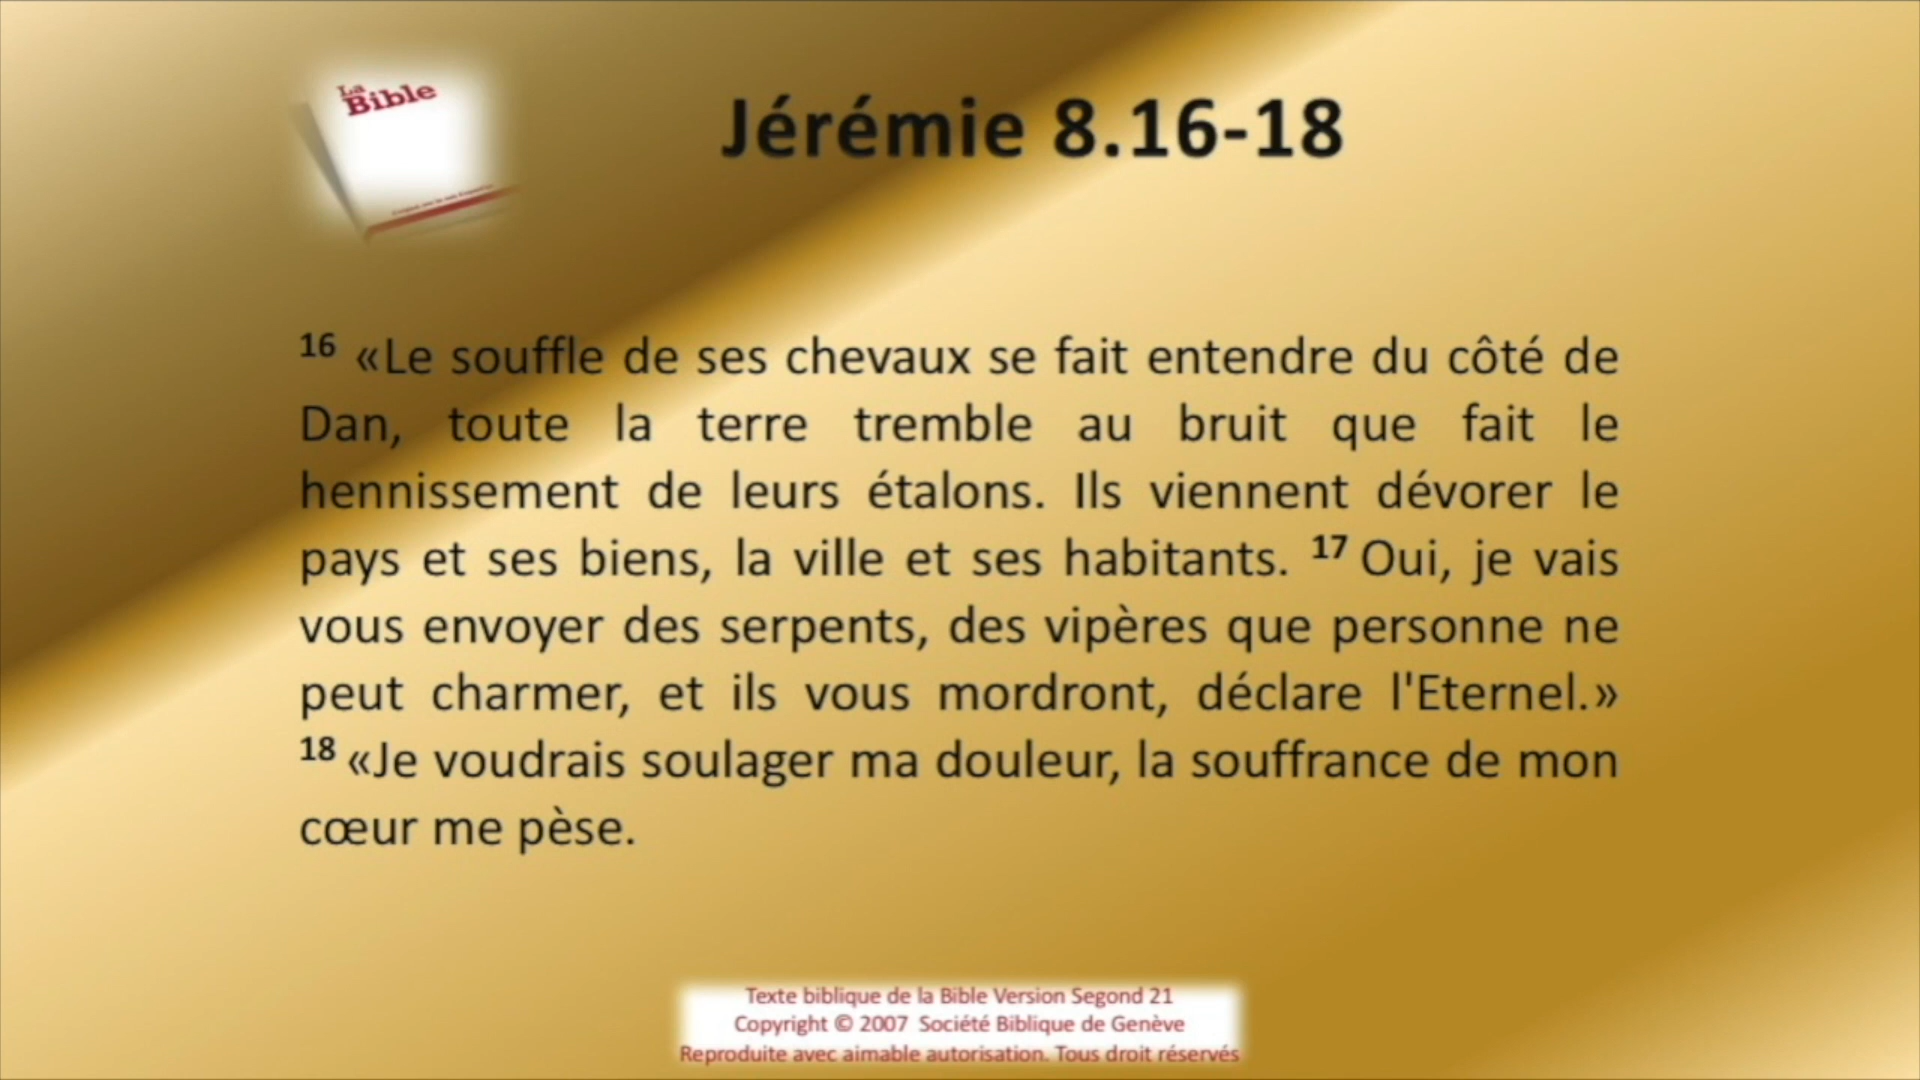 La
Bible
Jérémie 8.16-18
16 «Le souffle de ses chevaux se fait entendre du côté de
Dan, toute la terre tremble au bruit que fait le
hennissement de leurs étalons. Ils viennent dévorer le
pays et ses biens, la ville et ses habitants. 17 Oui, je vais
vous envoyer des serpents, des vipères que personne ne
peut charmer, et ils vous mordront, déclare l'Eternel.»
18 «Je voudrais soulager ma douleur, la souffrance de mon
cœur me pèse.
Texte biblique de la Bible Version Segond 21
Copyright © 2007 Société Biblique de Genève
Reproduite avec aimable autorisation. Tous droit réservés